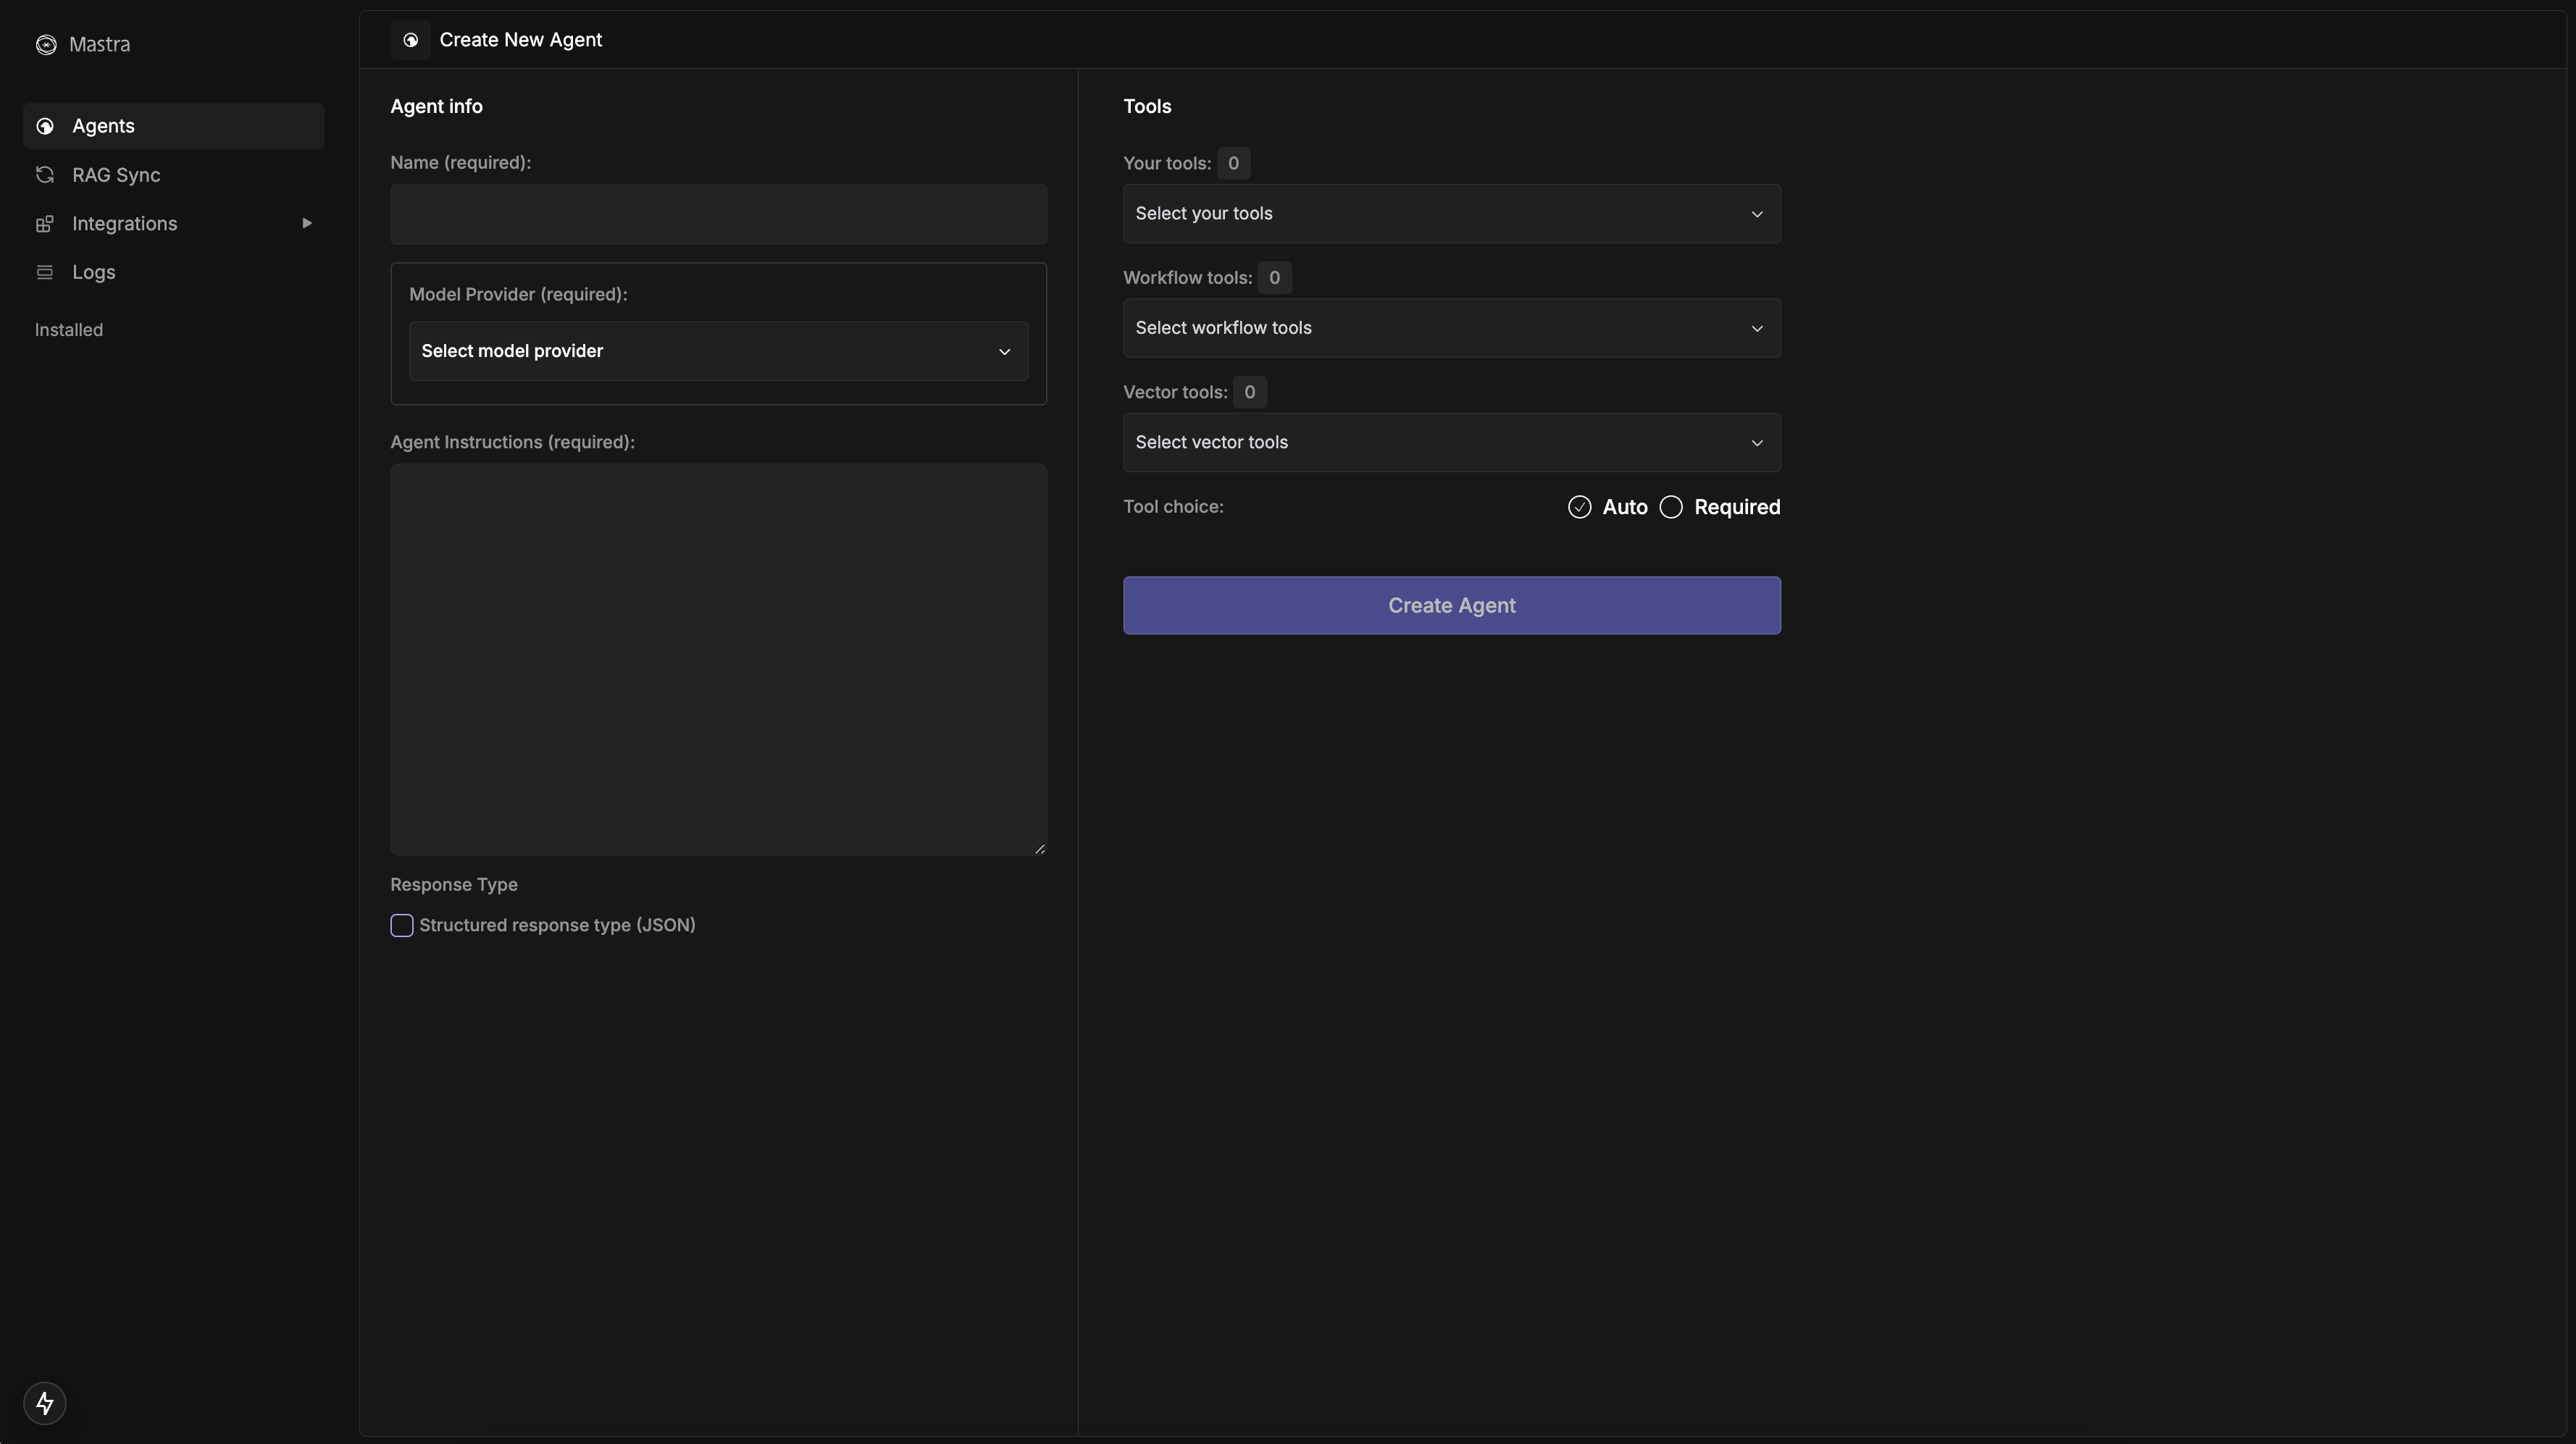 Mastra
Agents
RAG Sync
Integrations
Logs
Installed
Create New Agent
Agent info
Name (required):
Model Provider (required):
Select model provider
Agent Instructions (required):
Response Type
Structured response type (JSON)
Tools
Your tools: 0
Select your tools
Workflow tools: 0
Select workflow tools
Vector tools: 0
Select vector tools
Tool choice: Auto Required
Create Agent